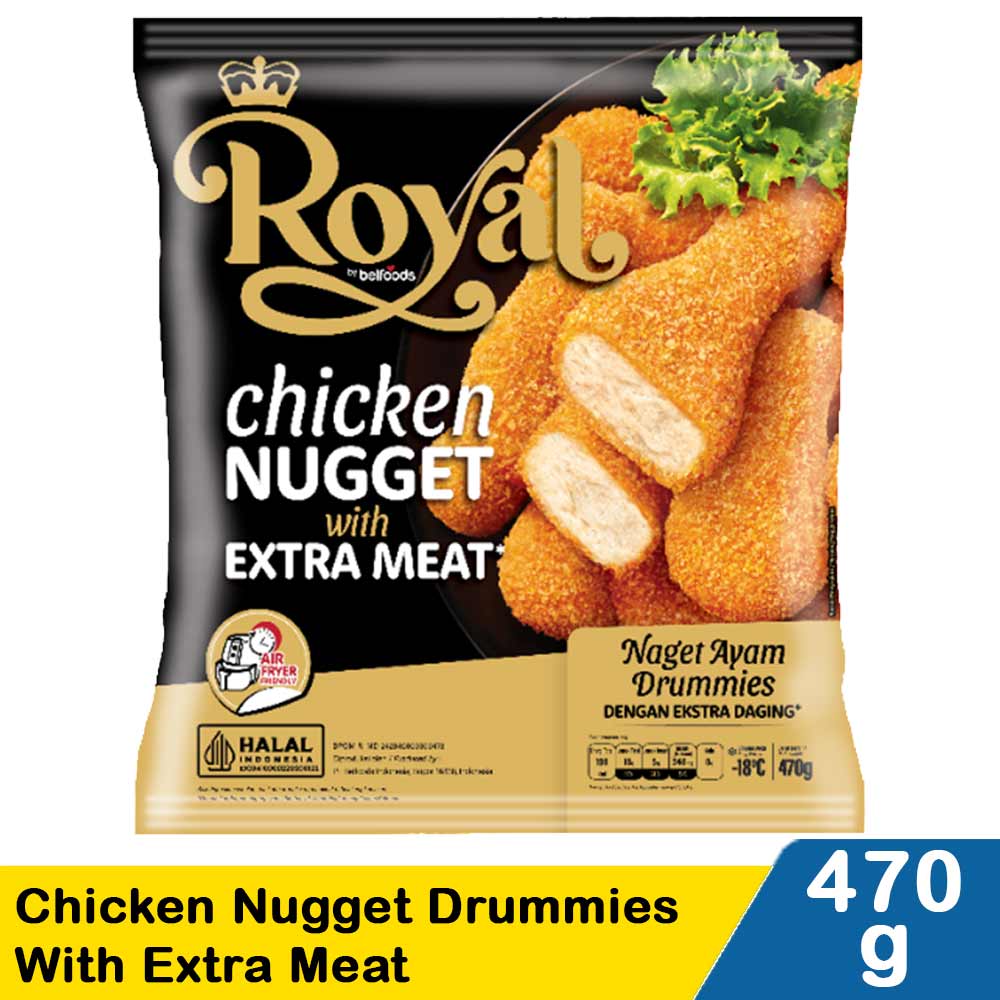 Royal
by belfoods
chicken
NUGGET
with
EXTRA MEAT*
AIR
FRYER
FRIENDLY
Naget Ayam
Drummies
DENGAN EKSTRA DAGING*
HALAL
INDONESIA
-18°C
470g
Chicken Nugget Drummies
With Extra Meat
470
g